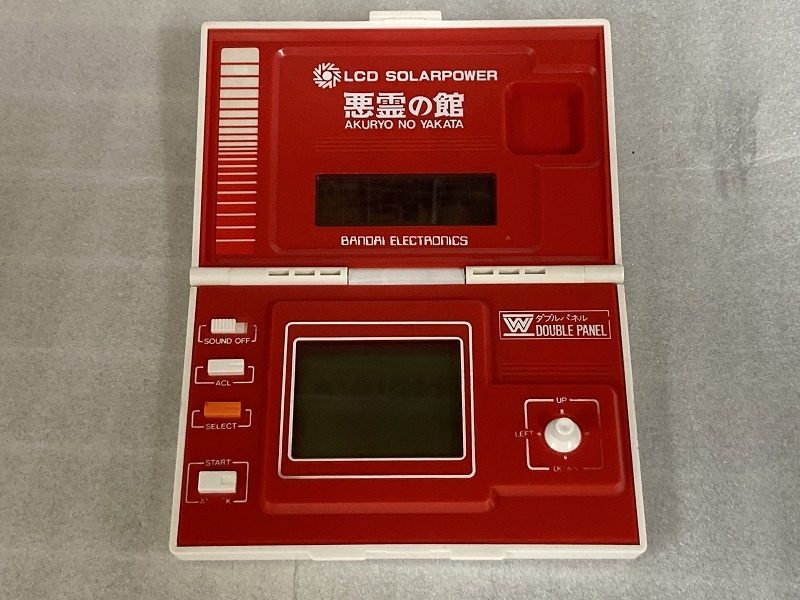 LCD SOLARPOWER
悪霊の館
AKURYO NO YAKATA
BANDAI ELECTRONICS
SOUND OFF
ACL
SELECT
START
W ダブルパネル
DOUBLE PANEL
UP
LEFT
DOWN